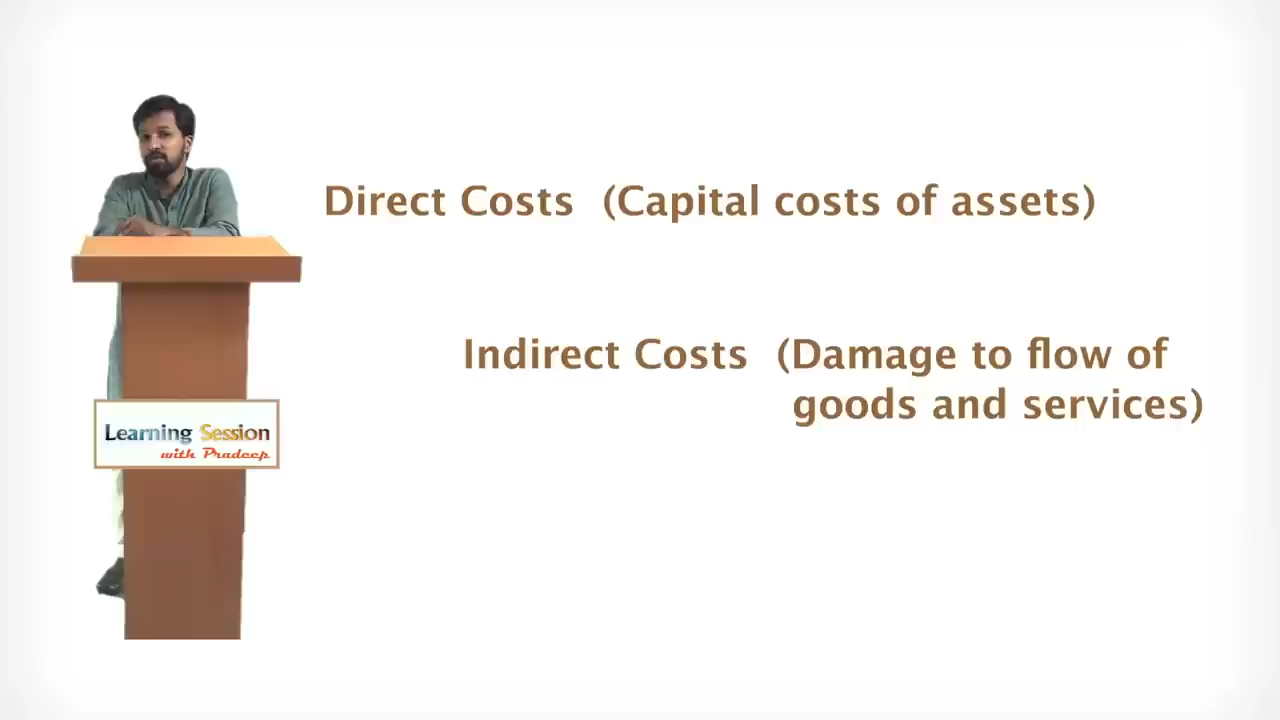 Direct Costs (Capital costs of assets)
Indirect Costs (Damage to flow of
goods and services)
Learning Session
with Pradeep